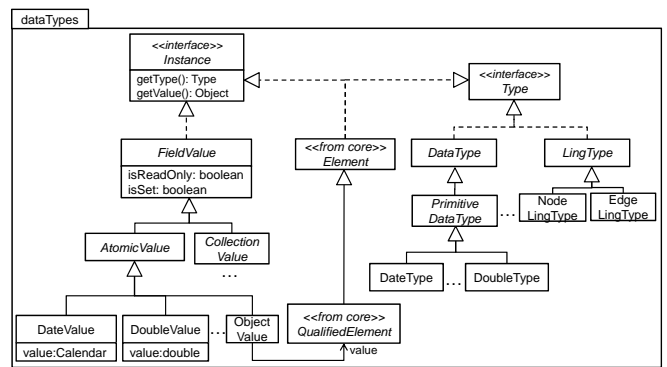 dataTypes
<<interface>>
Instance
getType(): Type
getValue(): Object
<<interface>>
Type
FieldValue
isReadOnly: boolean
isSet: boolean
<<from core>>
Element
DataType
LingType
Primitive
DataType
...
Node
LingType
Edge
LingType
AtomicValue
Collection
Value
...
DateType
...
DoubleType
DateValue
value:Calendar
DoubleValue
value:double
...
Object
Value
<<from core>>
QualifiedElement
value